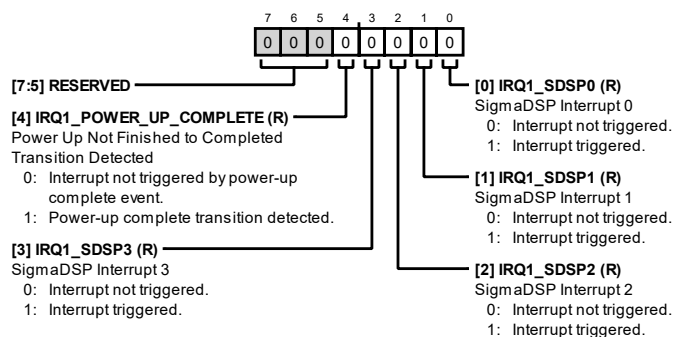 7 6 5 4 3 2 1 0
0 0 0 0 0 0 0 0
[7:5] RESERVED
[4] IRQ1_POWER_UP_COMPLETE (R)
Power Up Not Finished to Completed
Transition Detected
0: Interrupt not triggered by power-up
complete event.
1: Power-up complete transition detected.
[3] IRQ1_SDSP3 (R)
SigmaDSP Interrupt 3
0: Interrupt not triggered.
1: Interrupt triggered.
[0] IRQ1_SDSP0 (R)
SigmaDSP Interrupt 0
0: Interrupt not triggered.
1: Interrupt triggered.
[1] IRQ1_SDSP1 (R)
SigmaDSP Interrupt 1
0: Interrupt not triggered.
1: Interrupt triggered.
[2] IRQ1_SDSP2 (R)
SigmaDSP Interrupt 2
0: Interrupt not triggered.
1: Interrupt triggered.